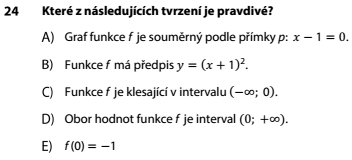 24 Které z následujících tvrzení je pravdivé?
A) Graf funkce f je souměrný podle přímky p: x − 1 = 0.
B) Funkce f má předpis y = (x + 1)².
C) Funkce f je klesající v intervalu (−∞; 0).
D) Obor hodnot funkce f je interval (0; +∞).
E) f(0) = −1